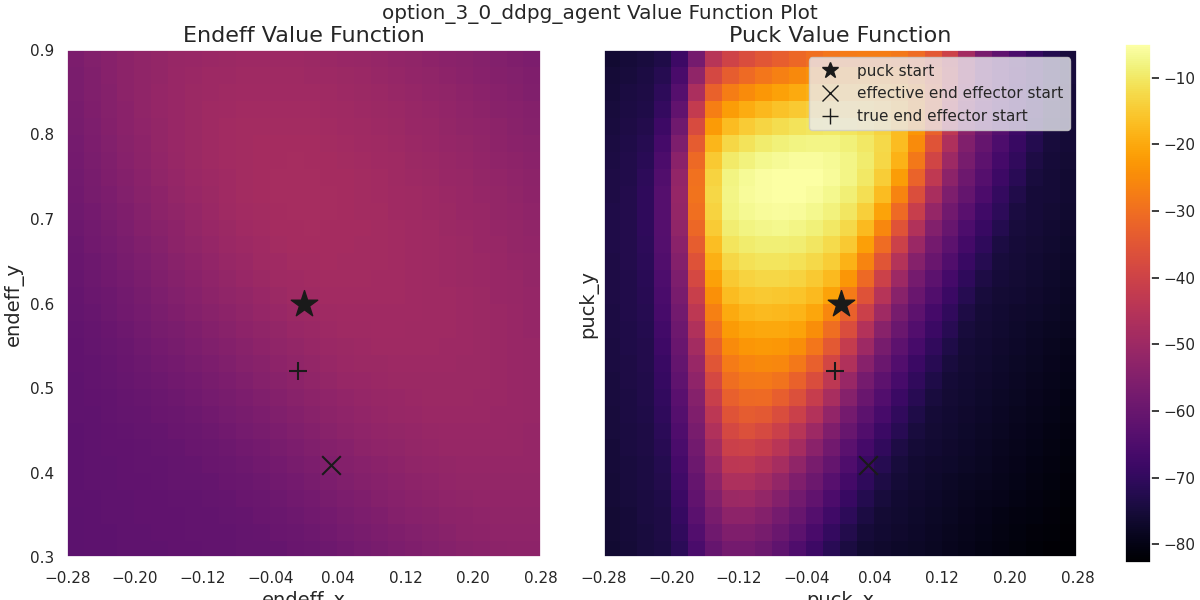 option_3_0_ddpg_agent Value Function Plot
Endeff Value Function
Puck Value Function
puck start
effective end effector start
true end effector start
endeff_y
0.9
0.8
0.7
0.6
0.5
0.4
0.3
−0.28 −0.20 −0.12 −0.04 0.04 0.12 0.20 0.28
endeff_x
puck_y
−0.28 −0.20 −0.12 −0.04 0.04 0.12 0.20 0.28
puck_x
−10
−20
−30
−40
−50
−60
−70
−80